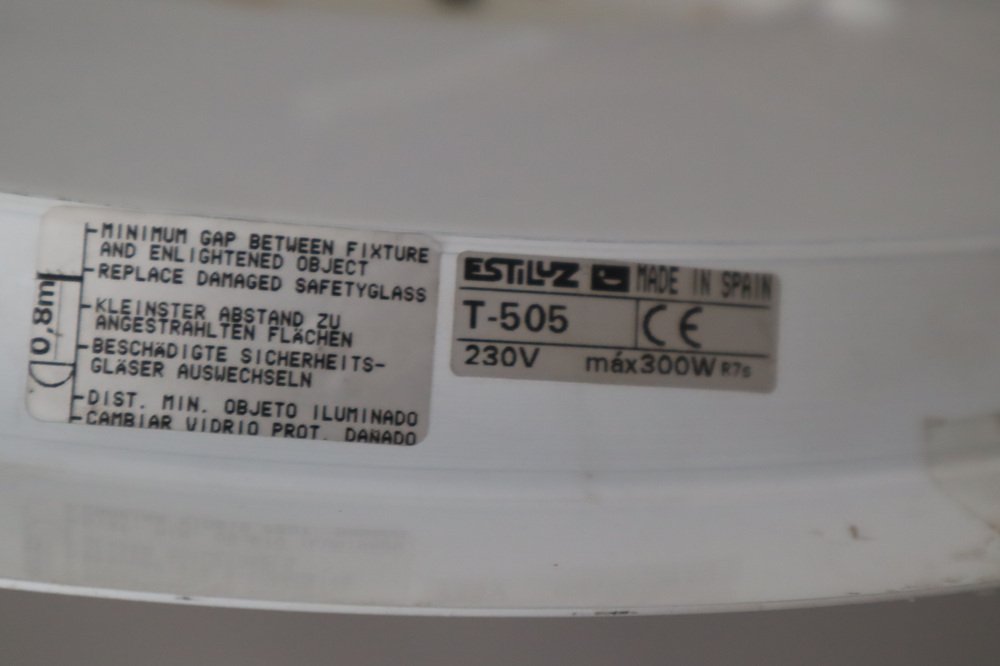 MINIMUM GAP BETWEEN FIXTURE
AND ENLIGHTENED OBJECT
REPLACE DAMAGED SAFETYGLASS
KLEINSTER ABSTAND ZU
ANGESTRAHLTEN FLÄCHEN
BESCHÄDIGTE SICHERHEITS-
GLÄSER AUSWECHSELN
DIST. MIN. OBJETO ILUMINADO
CAMBIAR VIDRIO PROT. DAÑADO
0,8m
ESTiLUZ MADE IN SPAIN
T-505 CE
230V máx300W R7s